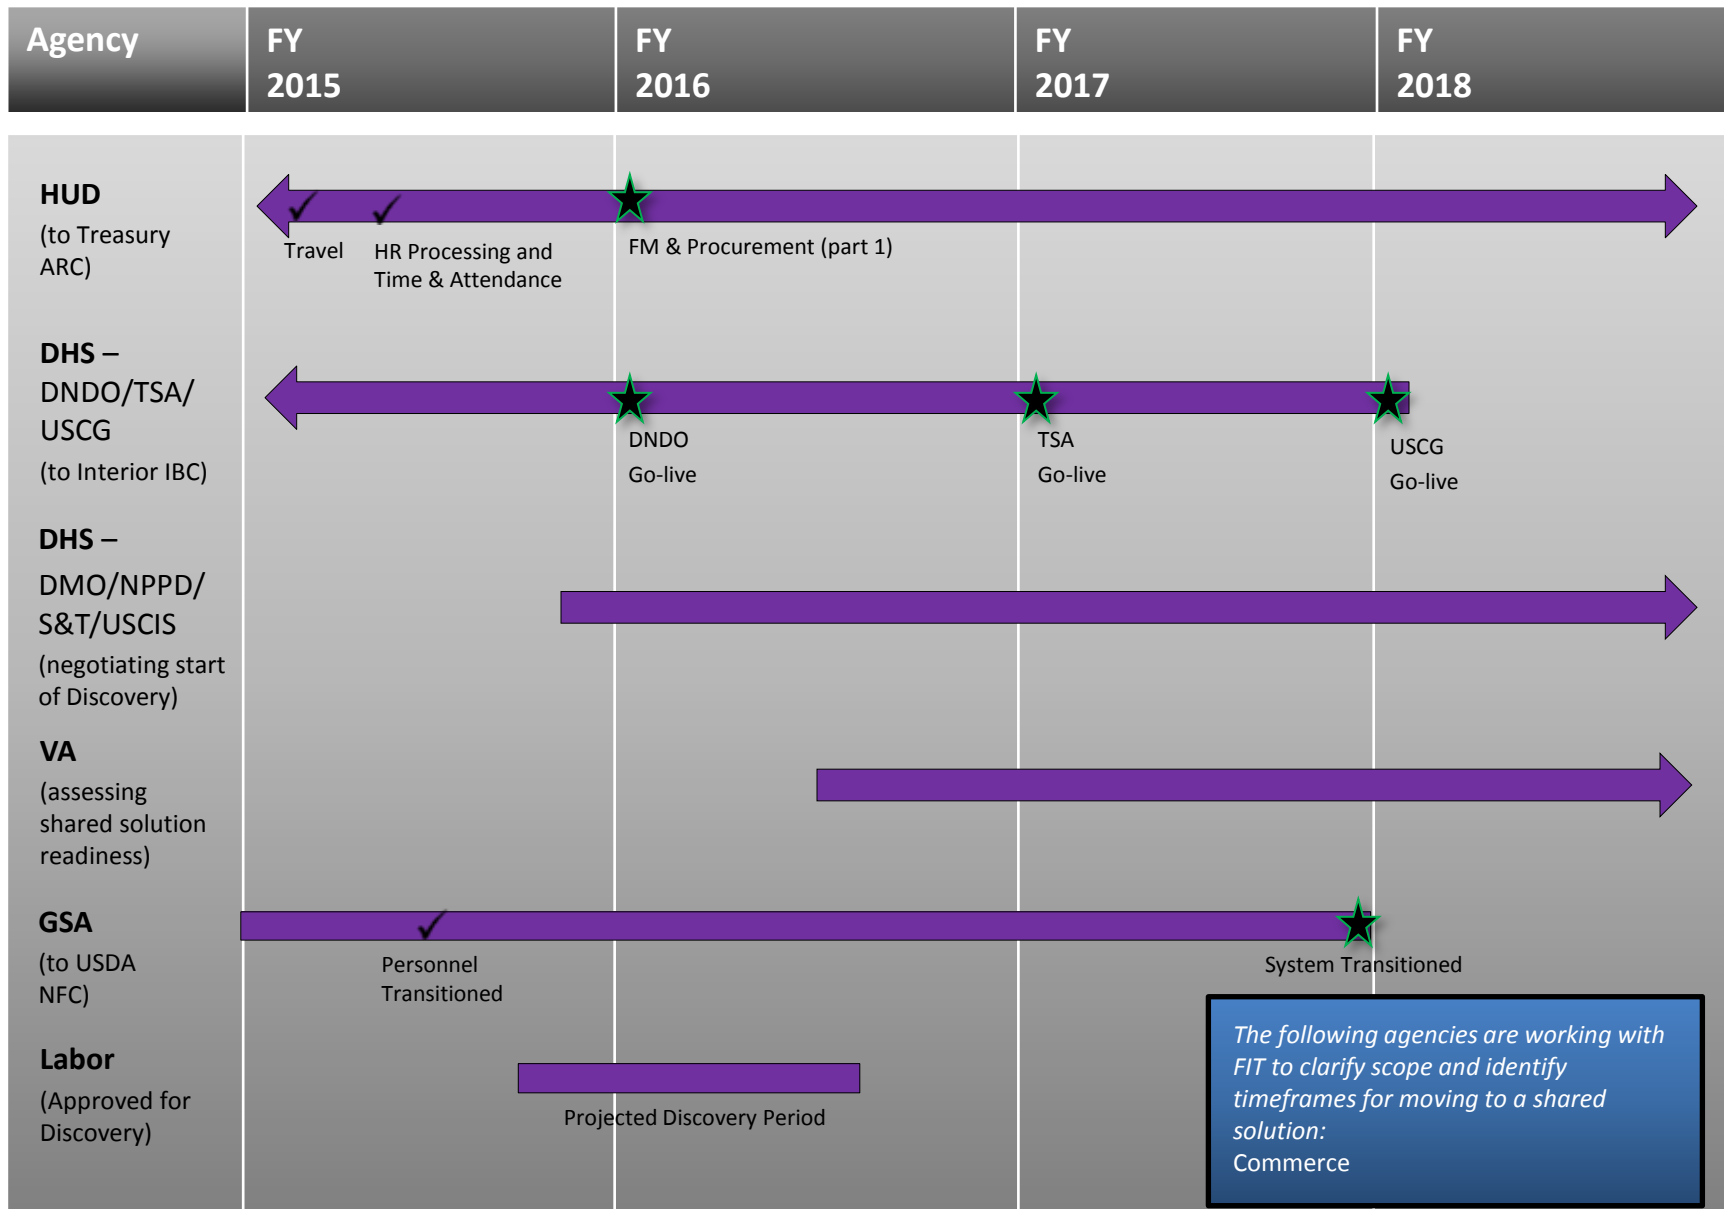 Agency
FY
2015
FY
2016
FY
2017
FY
2018
HUD
(to Treasury
ARC)
Travel
HR Processing and
Time & Attendance
FM & Procurement (part 1)
DHS –
DNDO/TSA/
USCG
(to Interior IBC)
DNDO
Go-live
TSA
Go-live
USCG
Go-live
DHS –
DMO/NPPD/
S&T/USCIS
(negotiating start
of Discovery)
VA
(assessing
shared solution
readiness)
GSA
(to USDA
NFC)
Personnel
Transitioned
System Transitioned
Labor
(Approved for
Discovery)
Projected Discovery Period
The following agencies are working with
FIT to clarify scope and identify
timeframes for moving to a shared
solution:
Commerce